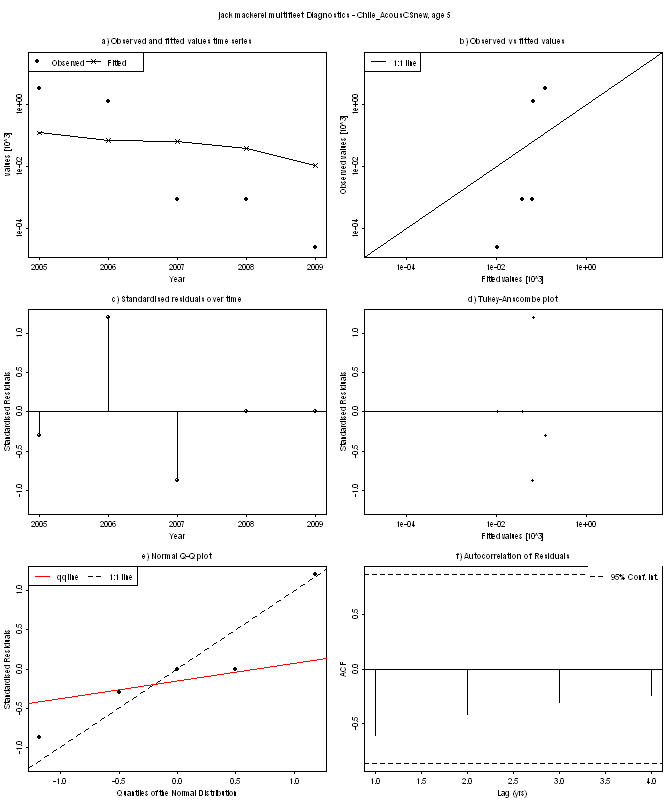 jack mackerel multifleet Diagnostics - Chile_AcousCSnew, age 5
a) Observed and fitted values time series
Observed Fitted
values [10^3]
1e+00
1e-02
1e-04
2005 2006 2007 2008 2009
Year
b) Observed vs fitted values
1:1 line
Observed values [10^3]
1e+00
1e-02
1e-04
1e-04 1e-02 1e+00
Fitted values [10^3]
c) Standardised residuals over time
Standardised Residuals
1.0
0.5
0.0
-0.5
-1.0
2005 2006 2007 2008 2009
Year
d) Tukey-Anscombe plot
Standardised Residuals
1.0
0.5
0.0
-0.5
-1.0
1e-04 1e-02 1e+00
Fitted values [10^3]
e) Normal Q-Q plot
qq line 1:1 line
Standardised Residuals
1.0
0.5
0.0
-0.5
-1.0
-1.0 -0.5 0.0 0.5 1.0
Quantiles of the Normal Distribution
f) Autocorrelation of Residuals
95% Conf. Int.
ACF
0.5
0.0
-0.5
1.0 1.5 2.0 2.5 3.0 3.5 4.0
Lag (yrs)